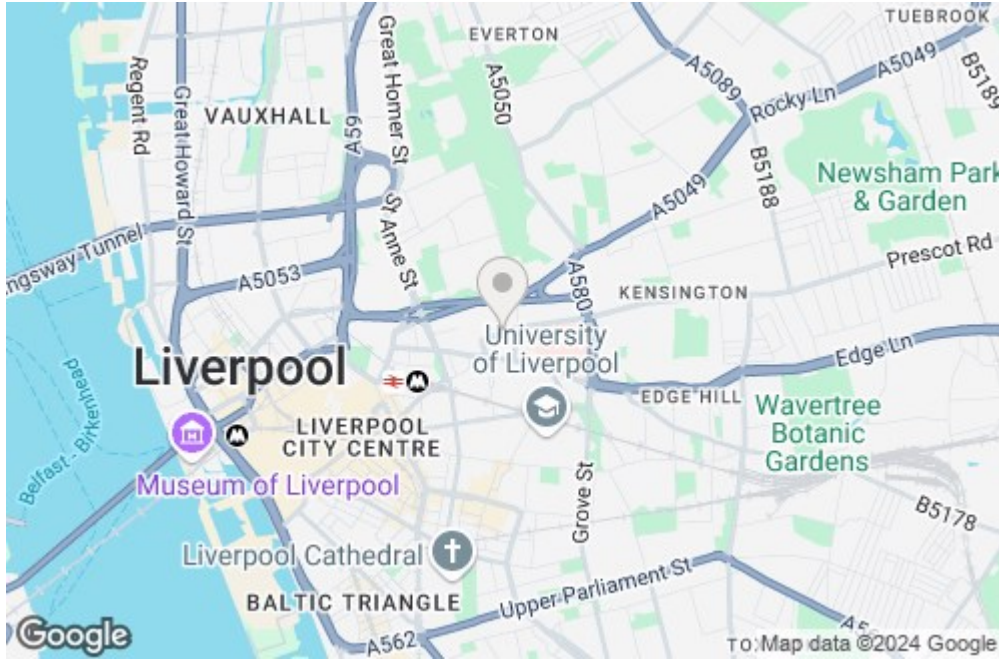 TUEBROOK
EVERTON
A5049
B5189
A5089
Rocky Ln
Regent Rd
Great Howard St
VAUXHALL
A59
Great Homer St
A5050
B5188
Newsham Park
& Garden
A5049
St Anne St
ngsway Tunnel
A5053
Prescot Rd
A580
KENSINGTON
University
of Liverpool
Liverpool
Edge Ln
EDGE HILL
Wavertree
Botanic
Gardens
LIVERPOOL
CITY CENTRE
Belfast - Birkenhead
Museum of Liverpool
Grove St
B5178
Liverpool Cathedral
BALTIC TRIANGLE
Upper Parliament St
A562
Google
TO:Map data ©2024 Google